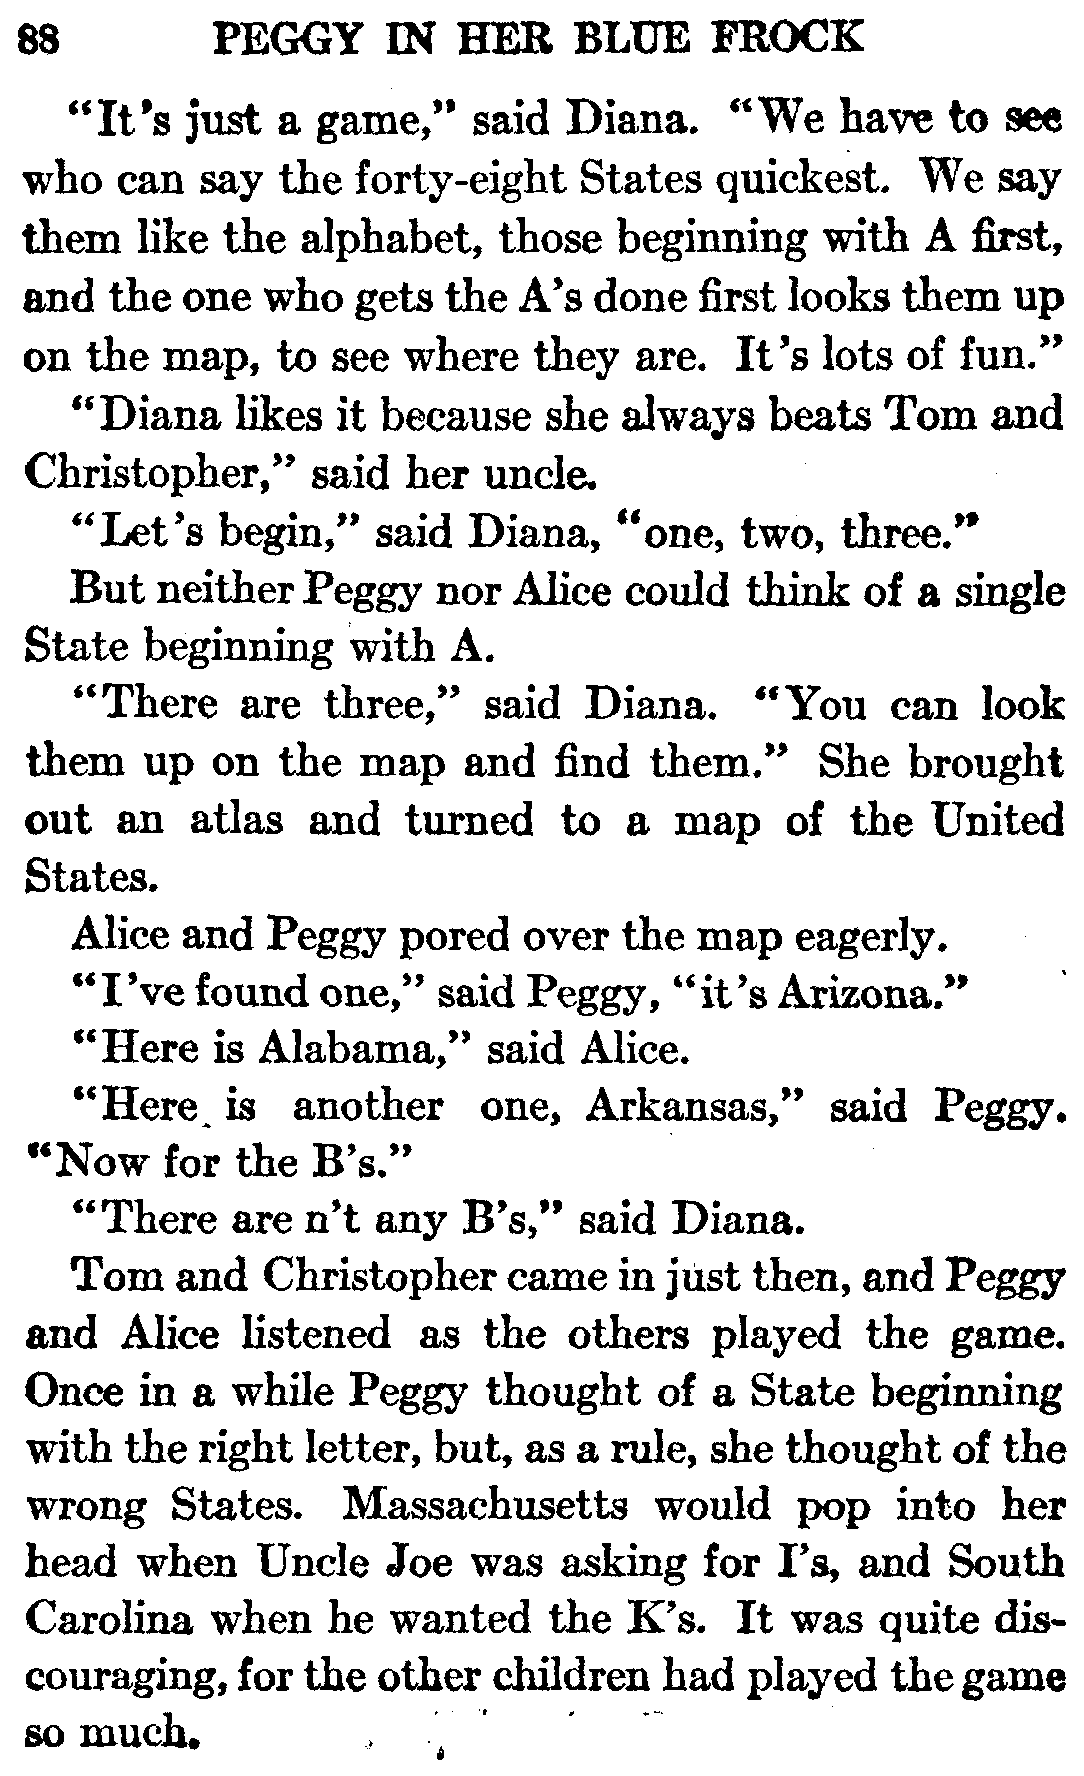 88 PEGGY IN HER BLUE FROCK
"It's just a game," said Diana. "We have to see
who can say the forty-eight States quickest. We say
them like the alphabet, those beginning with A first,
and the one who gets the A's done first looks them up
on the map, to see where they are. It's lots of fun."
"Diana likes it because she always beats Tom and
Christopher," said her uncle.
"Let's begin," said Diana, "one, two, three."
But neither Peggy nor Alice could think of a single
State beginning with A.
"There are three," said Diana. "You can look
them up on the map and find them." She brought
out an atlas and turned to a map of the United
States.
Alice and Peggy pored over the map eagerly.
"I've found one," said Peggy, "it's Arizona."
"Here is Alabama," said Alice.
"Here is another one, Arkansas," said Peggy.
"Now for the B's."
"There are n't any B's," said Diana.
Tom and Christopher came in just then, and Peggy
and Alice listened as the others played the game.
Once in a while Peggy thought of a State beginning
with the right letter, but, as a rule, she thought of the
wrong States. Massachusetts would pop into her
head when Uncle Joe was asking for I's, and South
Carolina when he wanted the K's. It was quite dis-
couraging, for the other children had played the game
so much.